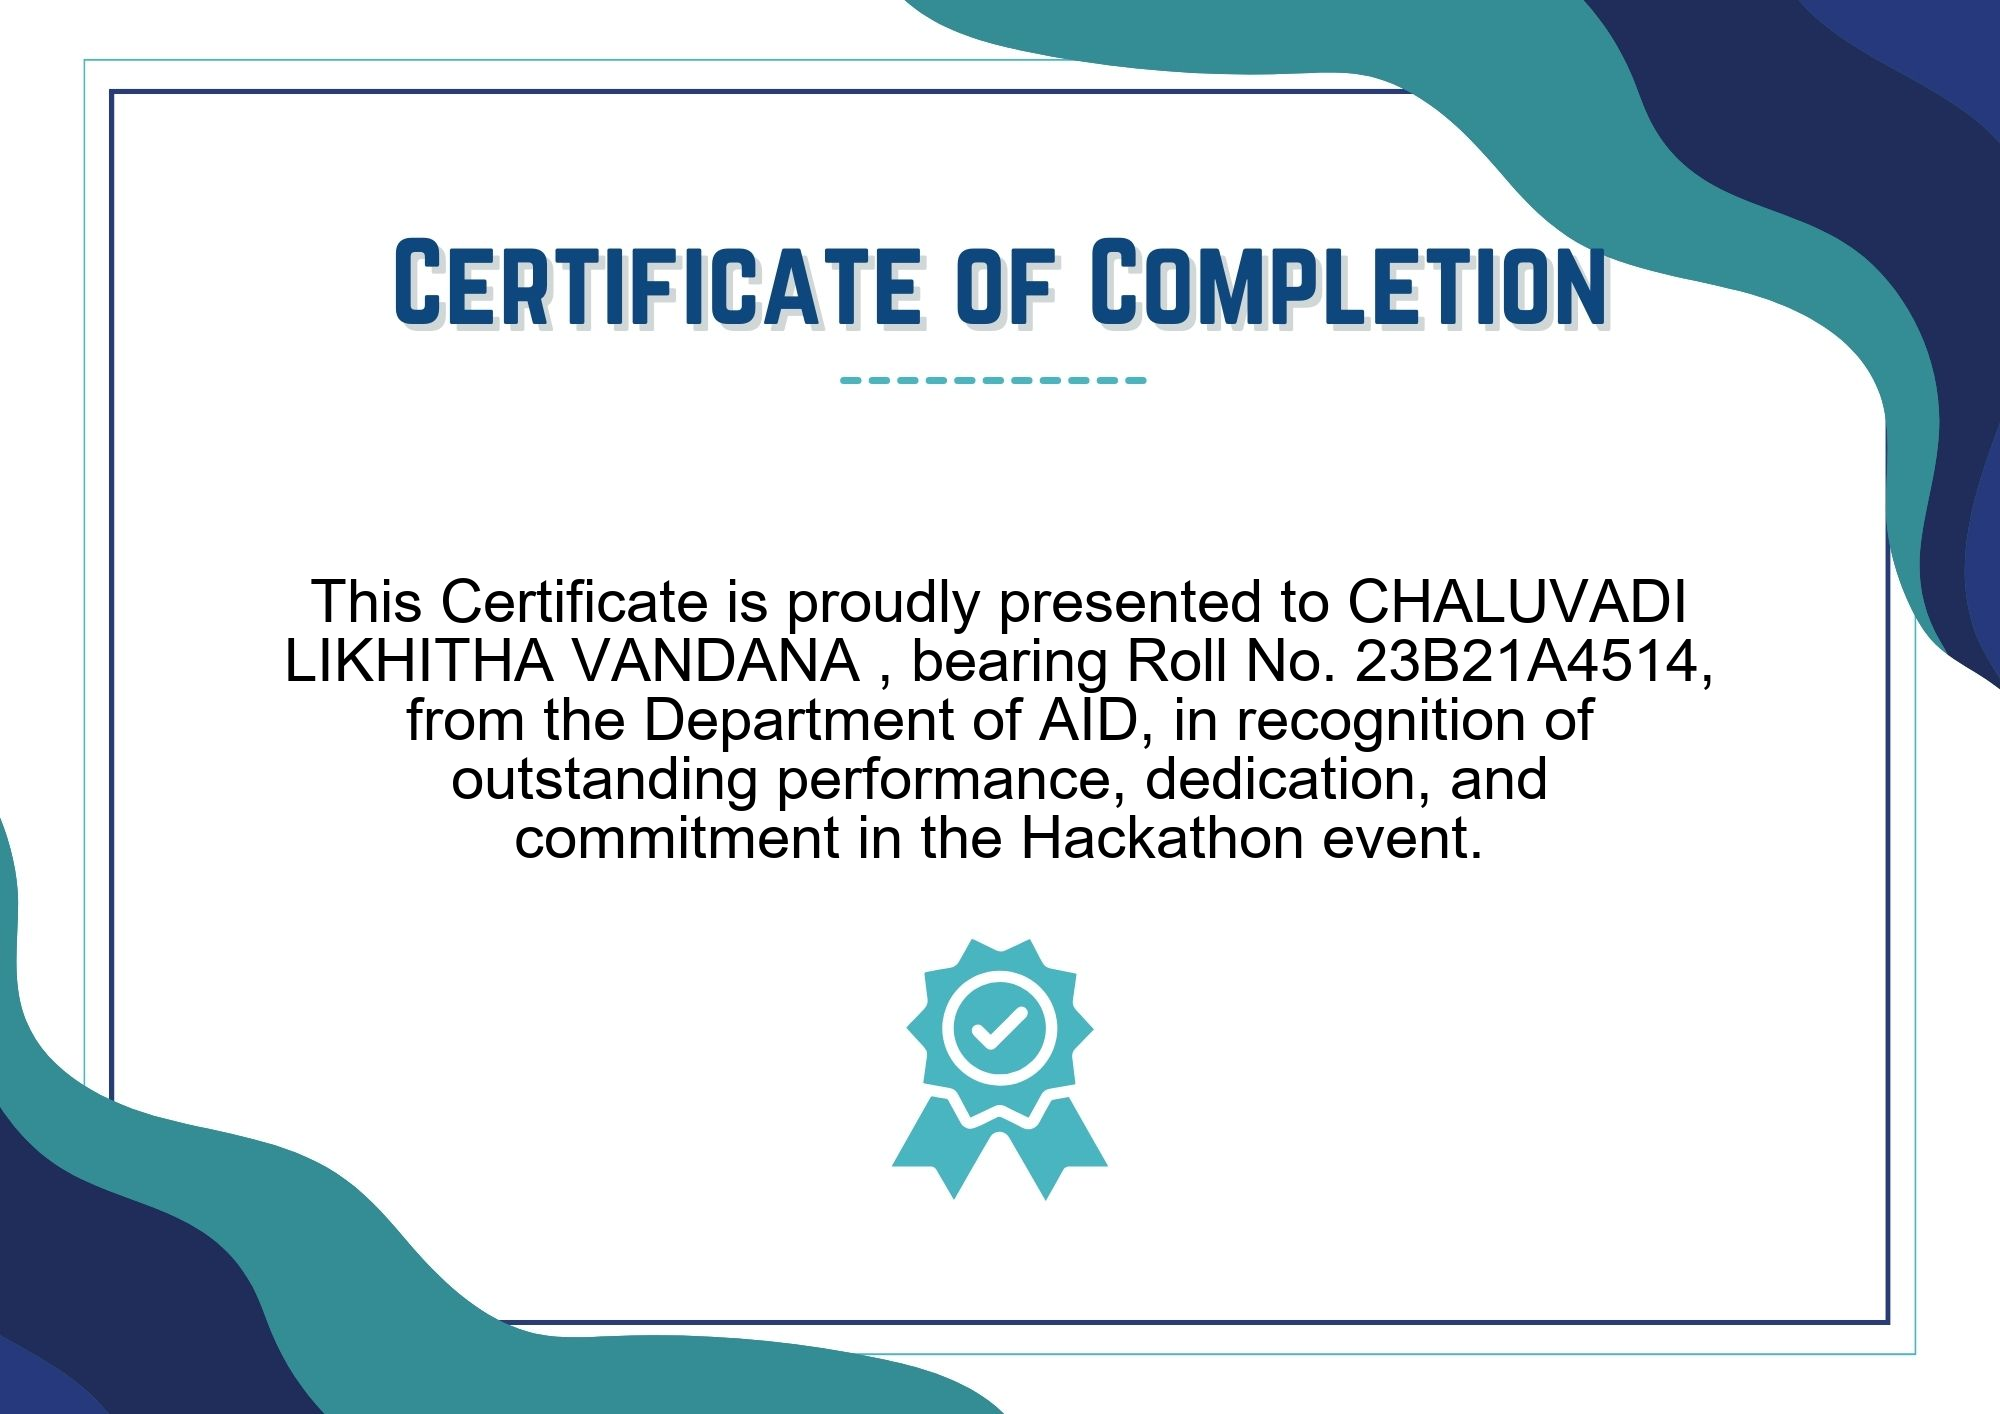 Certificate of Completion
This Certificate is proudly presented to CHALUVADI
LIKHITHA VANDANA , bearing Roll No. 23B21A4514,
from the Department of AID, in recognition of
outstanding performance, dedication, and
commitment in the Hackathon event.